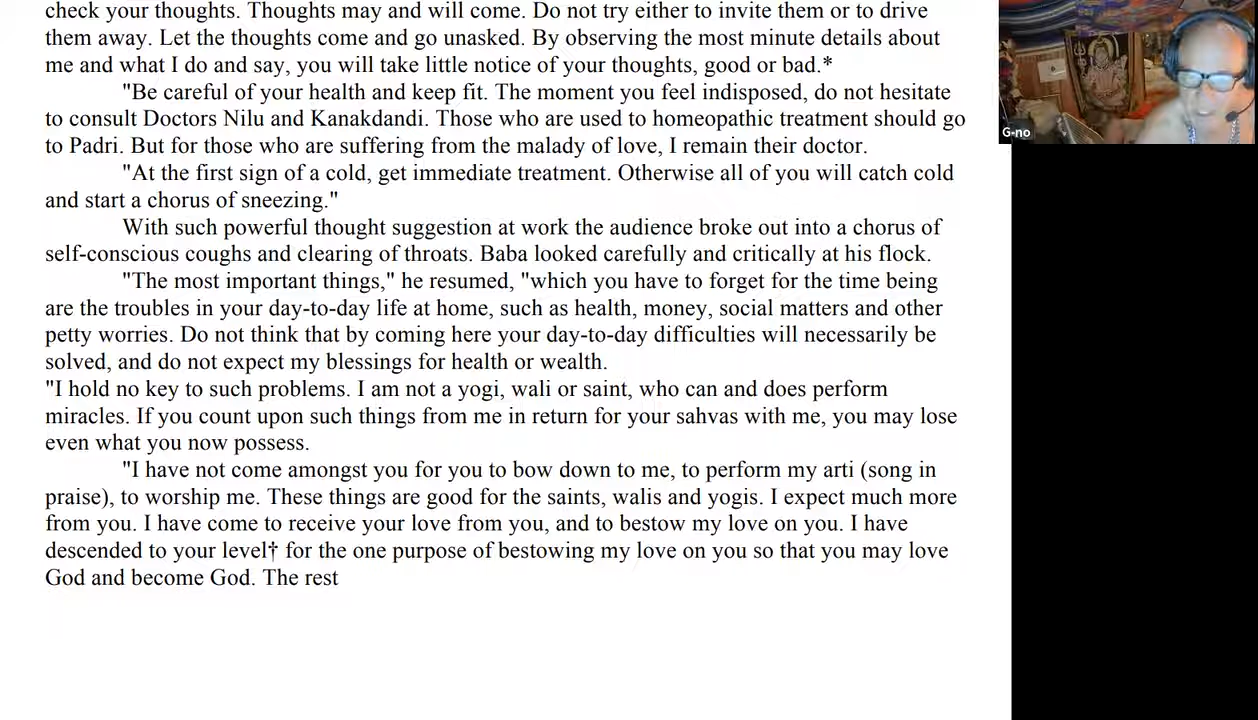 check your thoughts. Thoughts may and will come. Do not try either to invite them or to drive
them away. Let the thoughts come and go unasked. By observing the most minute details about
me and what I do and say, you will take little notice of your thoughts, good or bad.*
"Be careful of your health and keep fit. The moment you feel indisposed, do not hesitate
to consult Doctors Nilu and Kanakdandi. Those who are used to homeopathic treatment should go
to Padri. But for those who are suffering from the malady of love, I remain their doctor.
"At the first sign of a cold, get immediate treatment. Otherwise all of you will catch cold
and start a chorus of sneezing."
With such powerful thought suggestion at work the audience broke out into a chorus of
self-conscious coughs and clearing of throats. Baba looked carefully and critically at his flock.
"The most important things," he resumed, "which you have to forget for the time being
are the troubles in your day-to-day life at home, such as health, money, social matters and other
petty worries. Do not think that by coming here your day-to-day difficulties will necessarily be
solved, and do not expect my blessings for health or wealth.
"I hold no key to such problems. I am not a yogi, wali or saint, who can and does perform
miracles. If you count upon such things from me in return for your sahvas with me, you may lose
even what you now possess.
"I have not come amongst you for you to bow down to me, to perform my arti (song in
praise), to worship me. These things are good for the saints, walis and yogis. I expect much more
from you. I have come to receive your love from you, and to bestow my love on you. I have
descended to your level† for the one purpose of bestowing my love on you so that you may love
God and become God. The rest
G-no